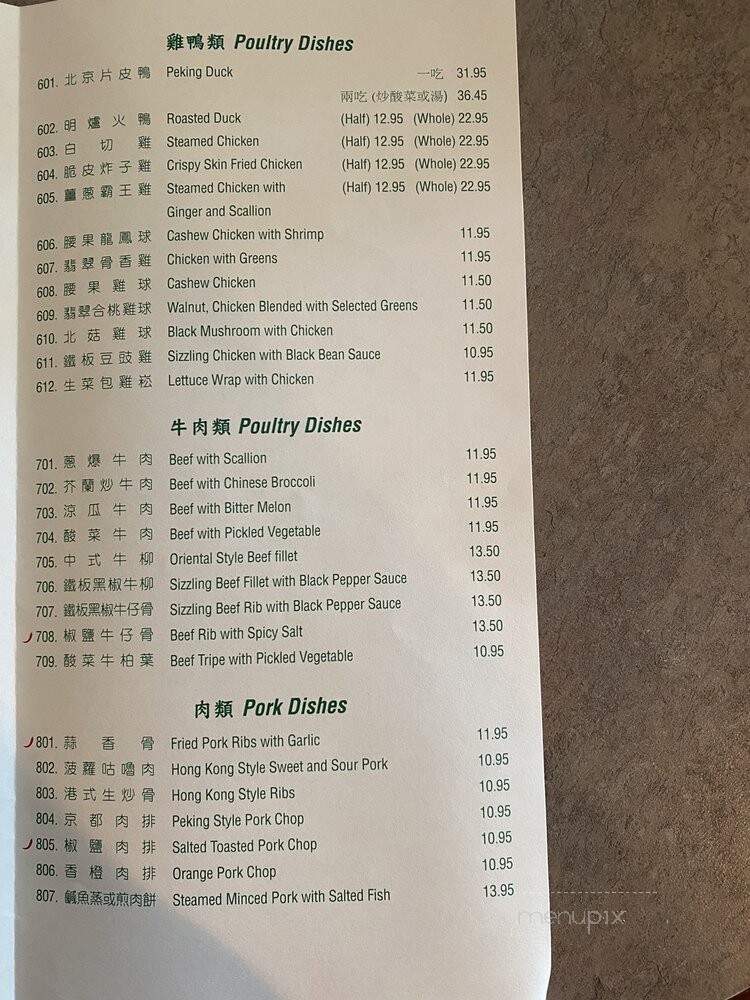 雞鴨類 Poultry Dishes
601. 北京片皮鴨 Peking Duck 一吃 31.95
兩吃 (炒酸菜或湯) 36.45
602. 明爐火鴨 Roasted Duck (Half) 12.95 (Whole) 22.95
603. 白切雞 Steamed Chicken (Half) 12.95 (Whole) 22.95
604. 脆皮炸子雞 Crispy Skin Fried Chicken (Half) 12.95 (Whole) 22.95
605. 薑蔥霸王雞 Steamed Chicken with (Half) 12.95 (Whole) 22.95
Ginger and Scallion
606. 腰果龍鳳球 Cashew Chicken with Shrimp 11.95
607. 翡翠骨香雞 Chicken with Greens 11.95
608. 腰果雞球 Cashew Chicken 11.50
609. 翡翠合桃雞球 Walnut, Chicken Blended with Selected Greens 11.50
610. 北菇雞球 Black Mushroom with Chicken 11.50
611. 鐵板豆豉雞 Sizzling Chicken with Black Bean Sauce 10.95
612. 生菜包雞崧 Lettuce Wrap with Chicken 11.95
牛肉類 Poultry Dishes
701. 蔥爆牛肉 Beef with Scallion 11.95
702. 芥蘭炒牛肉 Beef with Chinese Broccoli 11.95
703. 涼瓜牛肉 Beef with Bitter Melon 11.95
704. 酸菜牛肉 Beef with Pickled Vegetable 11.95
705. 中式牛柳 Oriental Style Beef fillet 13.50
706. 鐵板黑椒牛柳 Sizzling Beef Fillet with Black Pepper Sauce 13.50
707. 鐵板黑椒牛仔骨 Sizzling Beef Rib with Black Pepper Sauce 13.50
708. 椒鹽牛仔骨 Beef Rib with Spicy Salt 13.50
709. 酸菜牛柏葉 Beef Tripe with Pickled Vegetable 10.95
肉類 Pork Dishes
801. 蒜香骨 Fried Pork Ribs with Garlic 11.95
802. 菠蘿咕嚕肉 Hong Kong Style Sweet and Sour Pork 10.95
803. 港式生炒骨 Hong Kong Style Ribs 10.95
804. 京都肉排 Peking Style Pork Chop 10.95
805. 椒鹽肉排 Salted Toasted Pork Chop 10.95
806. 香橙肉排 Orange Pork Chop 10.95
807. 鹹魚蒸或煎肉餅 Steamed Minced Pork with Salted Fish 13.95
menupix